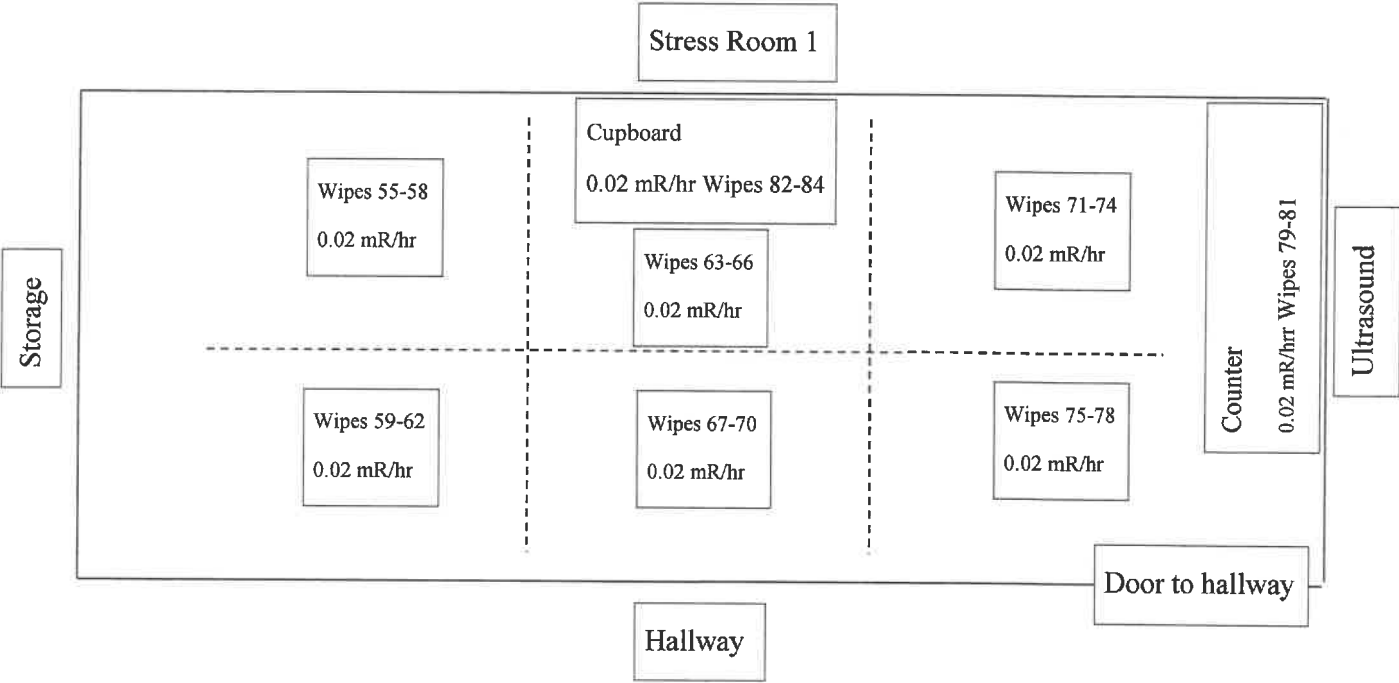 Stress Room 1
Cupboard
0.02 mR/hr Wipes 82-84
Wipes 55-58
0.02 mR/hr
Wipes 63-66
0.02 mR/hr
Wipes 71-74
0.02 mR/hr
Counter
0.02 mR/hrr Wipes 79-81
Storage
Ultrasound
Wipes 59-62
0.02 mR/hr
Wipes 67-70
0.02 mR/hr
Wipes 75-78
0.02 mR/hr
Door to hallway
Hallway